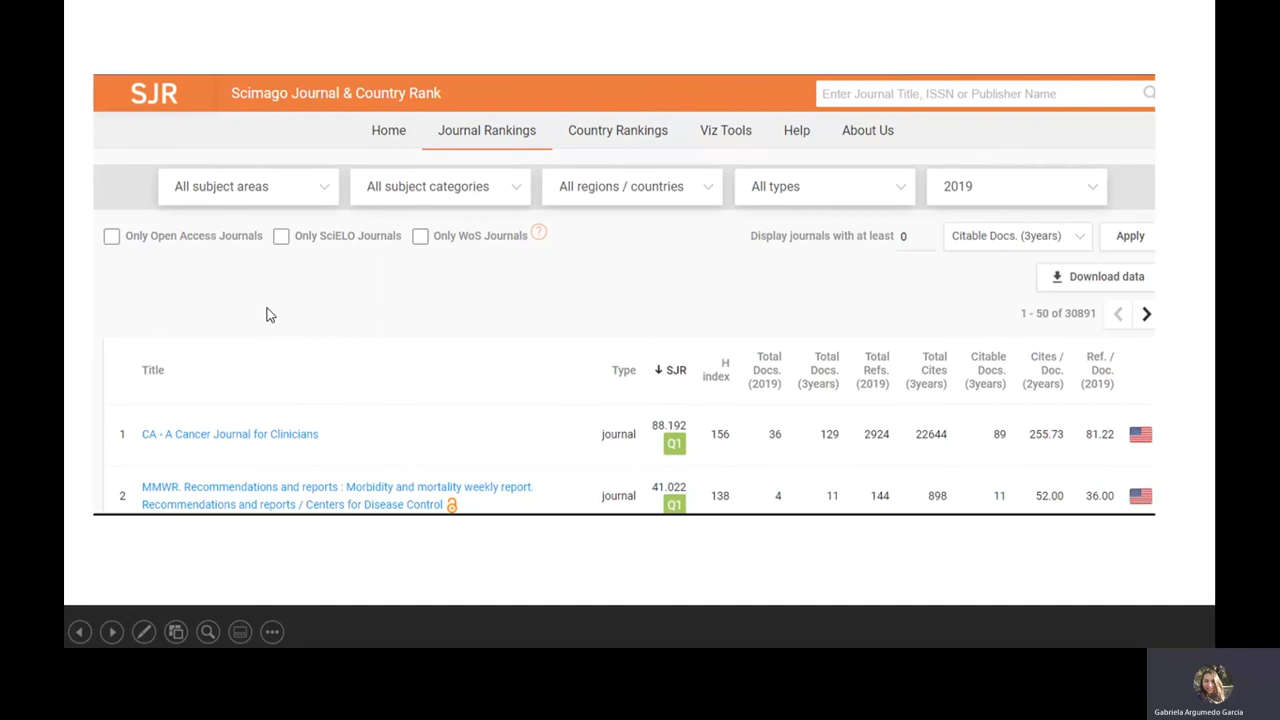 SJR Scimago Journal & Country Rank Enter Journal Title, ISSN or Publisher Name
Home Journal Rankings Country Rankings Viz Tools Help About Us
All subject areas All subject categories All regions / countries All types 2019
Only Open Access Journals Only SciELO Journals Only WoS Journals ? Display journals with at least 0 Citable Docs. (3years) Apply
Download data
1 - 50 of 30891
Title Type SJR H index Total Docs. (2019) Total Docs. (3years) Total Refs. (2019) Total Cites (3years) Citable Docs. (3years) Cites / Doc. (2years) Ref. / Doc. (2019)
1 CA - A Cancer Journal for Clinicians journal 88.192 Q1 156 36 129 2924 22644 89 255.73 81.22
2 MMWR. Recommendations and reports : Morbidity and mortality weekly report.
Recommendations and reports / Centers for Disease Control journal 41.022 Q1 138 4 11 144 898 11 52.00 36.00
Gabriela Argumedo Garcia